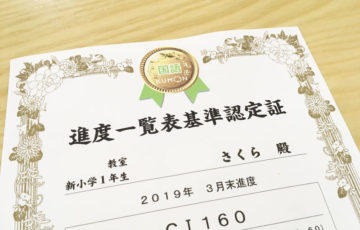 国語
KUMON
進度一覧表基準認定証
教室
新小学1年生 さくら 殿
2019年 3月末進度
CI160